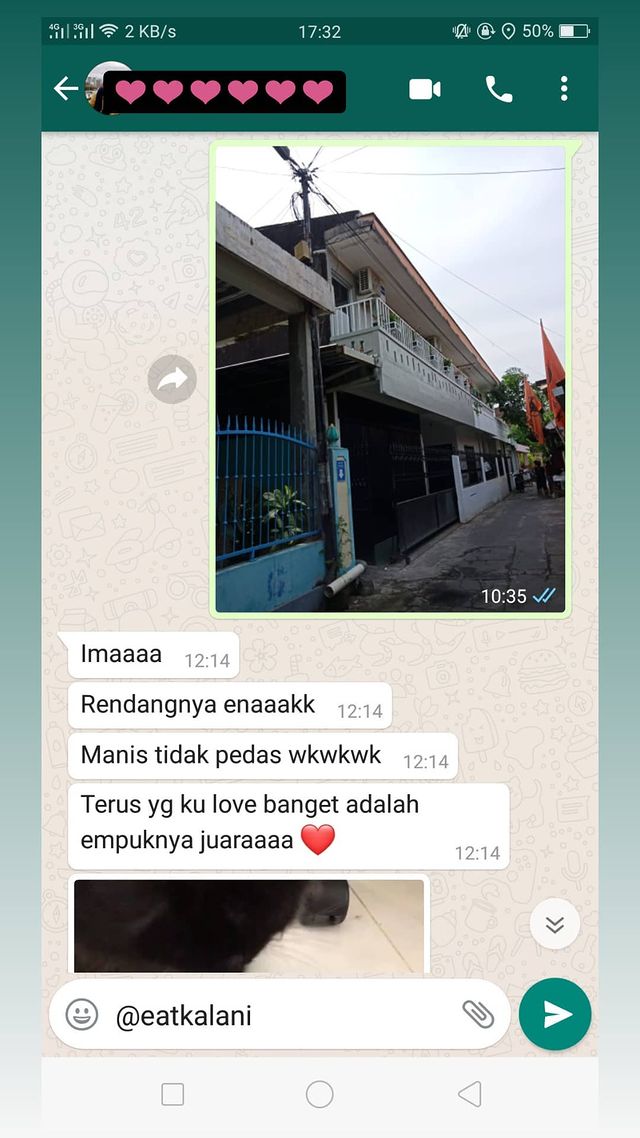 4G 3G 2 KB/s 17:32 50%
10:35
Imaaaa 12:14
Rendangnya enaaakk 12:14
Manis tidak pedas wkwkwk 12:14
Terus yg ku love banget adalah
empuknya juaraaaa ❤️ 12:14
@eatkalani